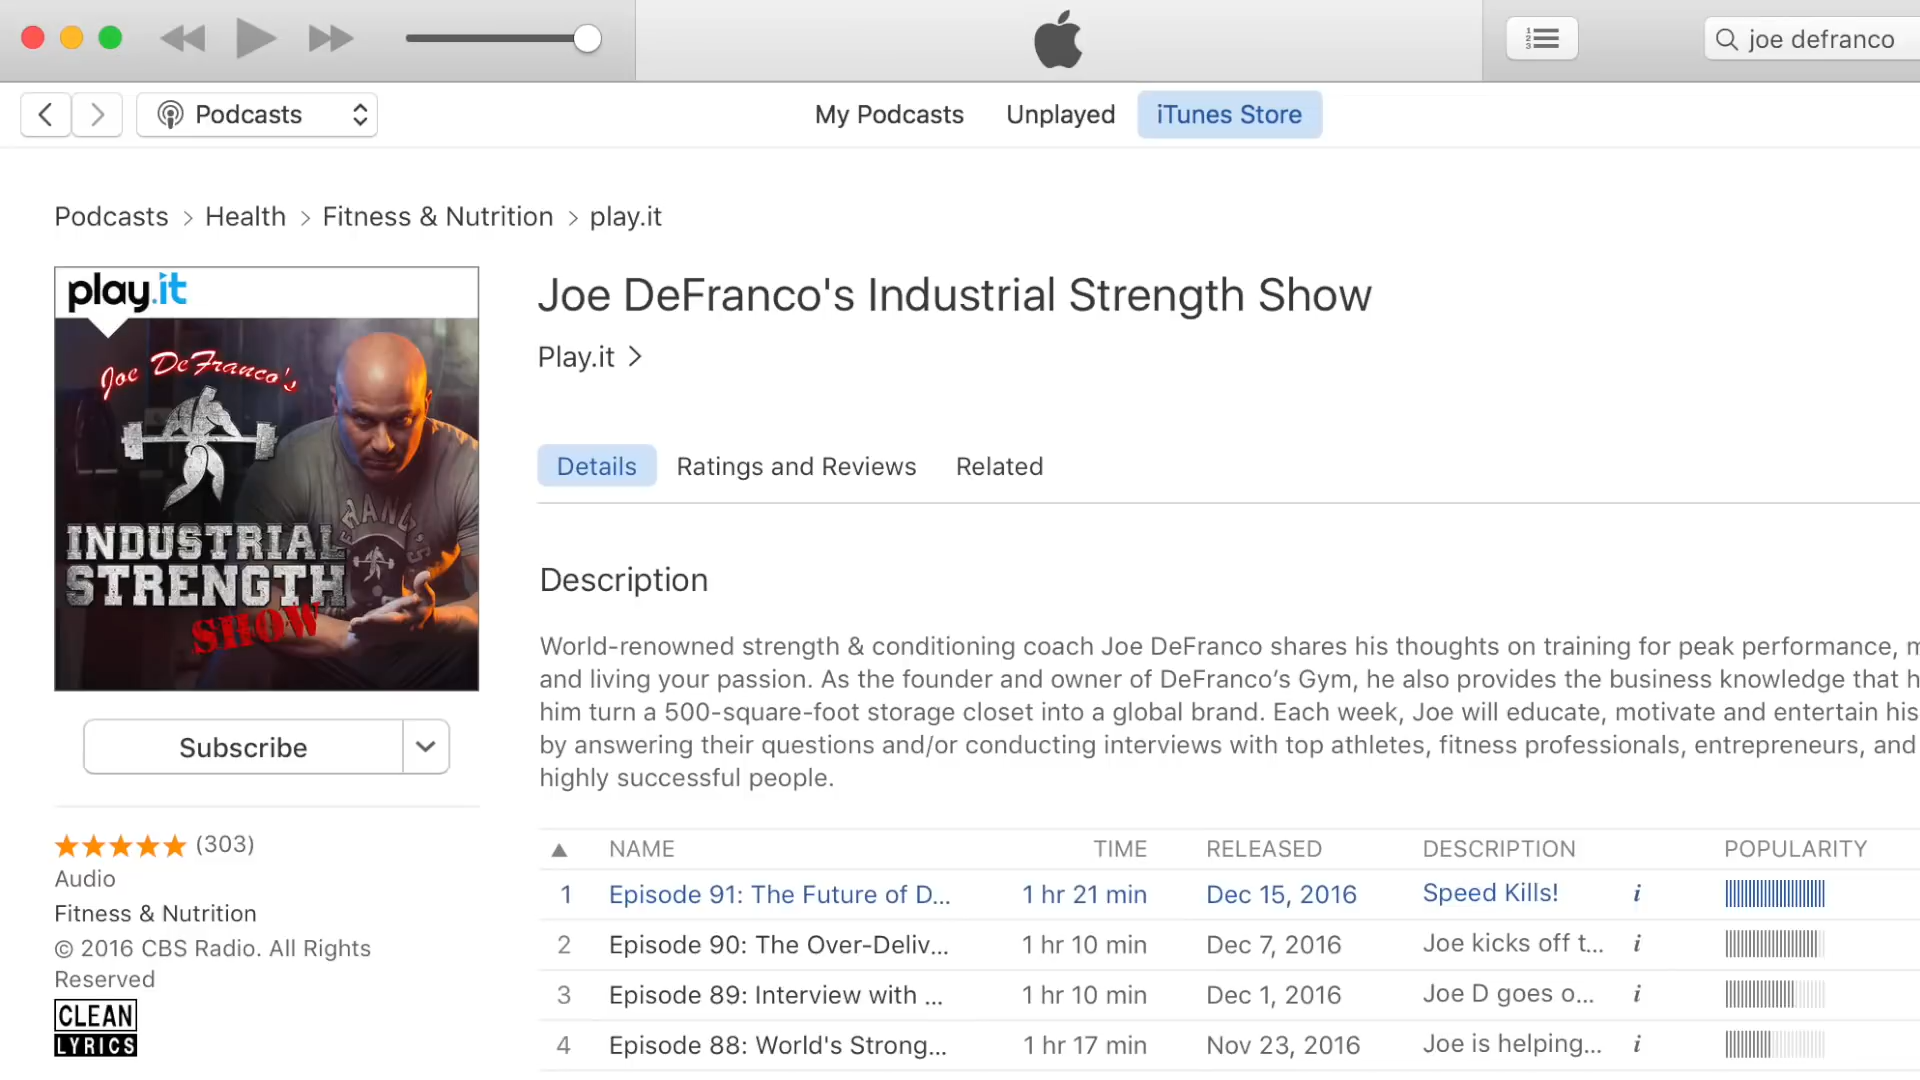 joe defranco
Podcasts
My Podcasts Unplayed iTunes Store
Podcasts > Health > Fitness & Nutrition > play.it
play.it
Joe DeFranco's
INDUSTRIAL
STRENGTH
SHOW
DEFRANCO'S
Subscribe
★★★★★ (303)
Audio
Fitness & Nutrition
© 2016 CBS Radio. All Rights
Reserved
CLEAN
LYRICS
Joe DeFranco's Industrial Strength Show
Play.it >
Details Ratings and Reviews Related
Description
World-renowned strength & conditioning coach Joe DeFranco shares his thoughts on training for peak performance,
and living your passion. As the founder and owner of DeFranco’s Gym, he also provides the business knowledge that
him turn a 500-square-foot storage closet into a global brand. Each week, Joe will educate, motivate and entertain his
by answering their questions and/or conducting interviews with top athletes, fitness professionals, entrepreneurs, and
highly successful people.
▲ NAME TIME RELEASED DESCRIPTION POPULARITY
1 Episode 91: The Future of D... 1 hr 21 min Dec 15, 2016 Speed Kills! i
2 Episode 90: The Over-Deliv... 1 hr 10 min Dec 7, 2016 Joe kicks off t... i
3 Episode 89: Interview with ... 1 hr 10 min Dec 1, 2016 Joe D goes o... i
4 Episode 88: World's Strong... 1 hr 17 min Nov 23, 2016 Joe is helping... i